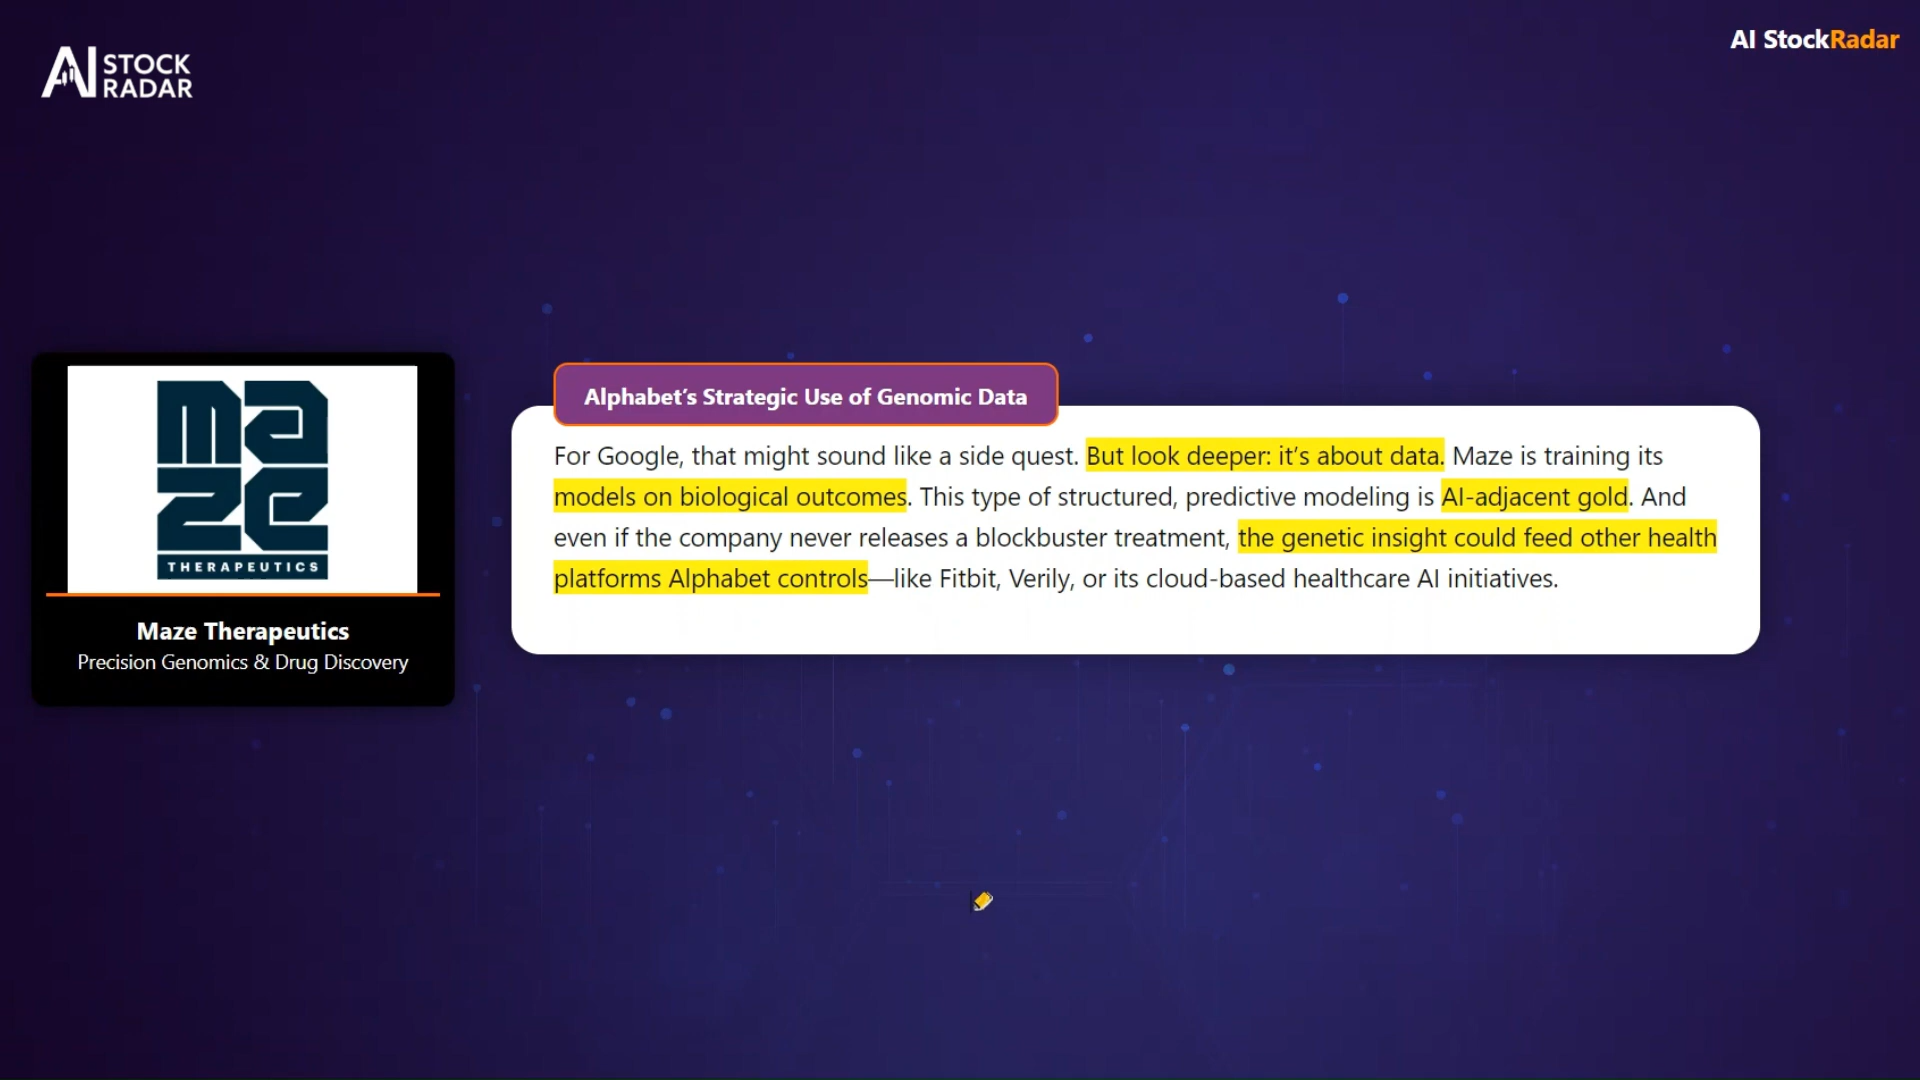 AI STOCK
RADAR
AI StockRadar
maze
THERAPEUTICS
Maze Therapeutics
Precision Genomics & Drug Discovery
Alphabet’s Strategic Use of Genomic Data
For Google, that might sound like a side quest. But look deeper: it’s about data. Maze is training its
models on biological outcomes. This type of structured, predictive modeling is AI-adjacent gold. And
even if the company never releases a blockbuster treatment, the genetic insight could feed other health
platforms Alphabet controls—like Fitbit, Verily, or its cloud-based healthcare AI initiatives.